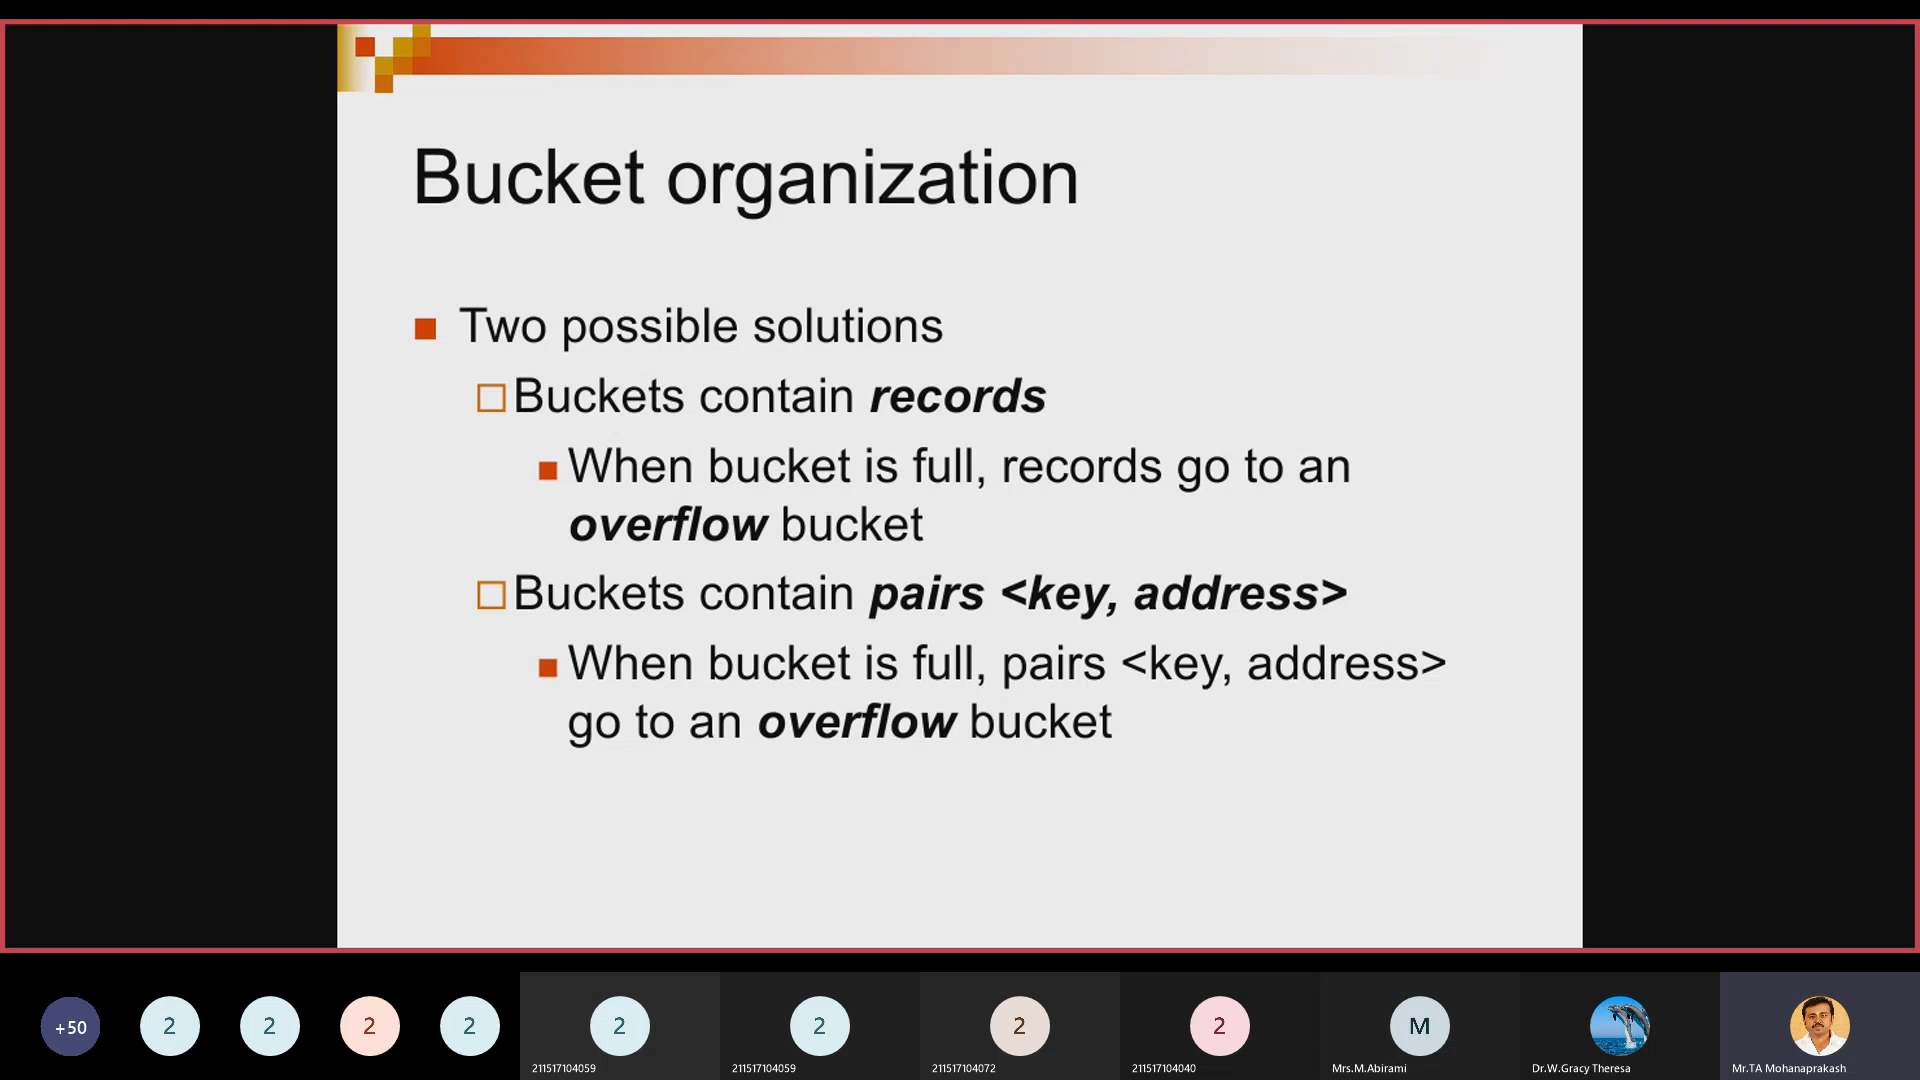 Bucket organization
Two possible solutions
Buckets contain records
When bucket is full, records go to an
overflow bucket
Buckets contain pairs <key, address>
When bucket is full, pairs <key, address>
go to an overflow bucket
+50
2
2
2
2
2
2
2
2
M
211517104059
211517104059
211517104072
211517104040
Mrs.M.Abirami
Dr.W.Gracy Theresa
Mr.TA Mohanaprakash